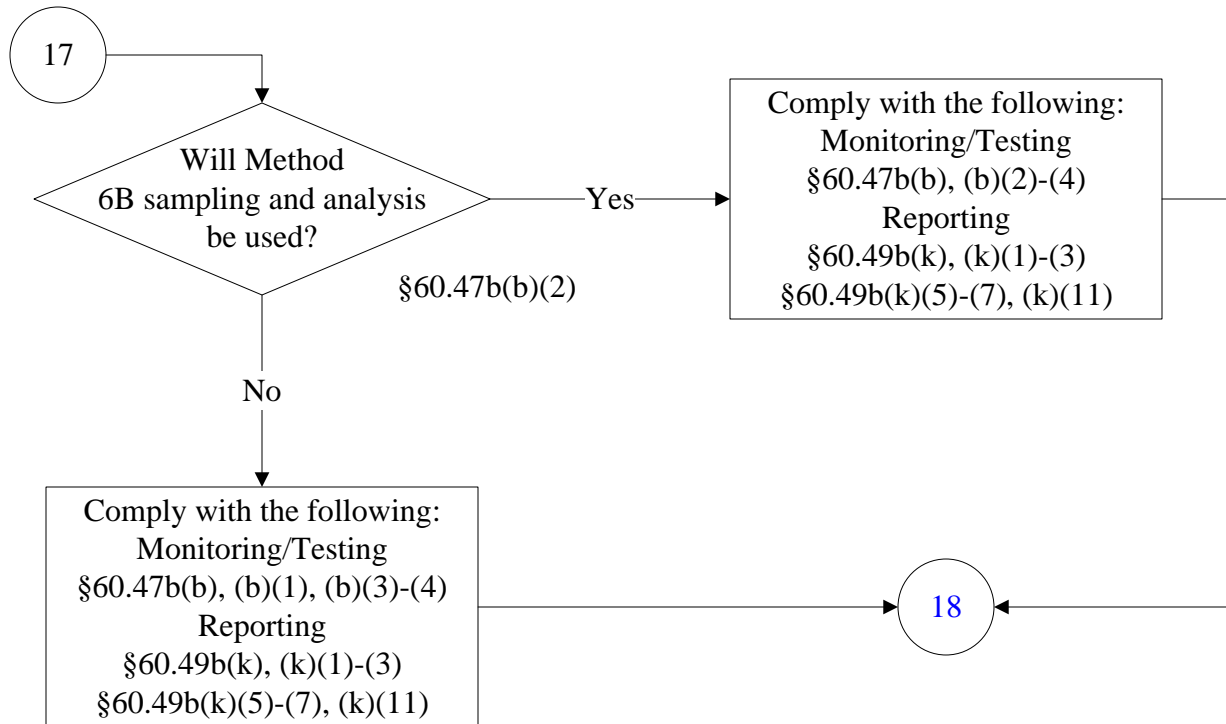 17
Will Method
6B sampling and analysis
be used?
§60.47b(b)(2)
Yes
Comply with the following:
Monitoring/Testing
§60.47b(b), (b)(2)-(4)
Reporting
§60.49b(k), (k)(1)-(3)
§60.49b(k)(5)-(7), (k)(11)
No
Comply with the following:
Monitoring/Testing
§60.47b(b), (b)(1), (b)(3)-(4)
Reporting
§60.49b(k), (k)(1)-(3)
§60.49b(k)(5)-(7), (k)(11)
18